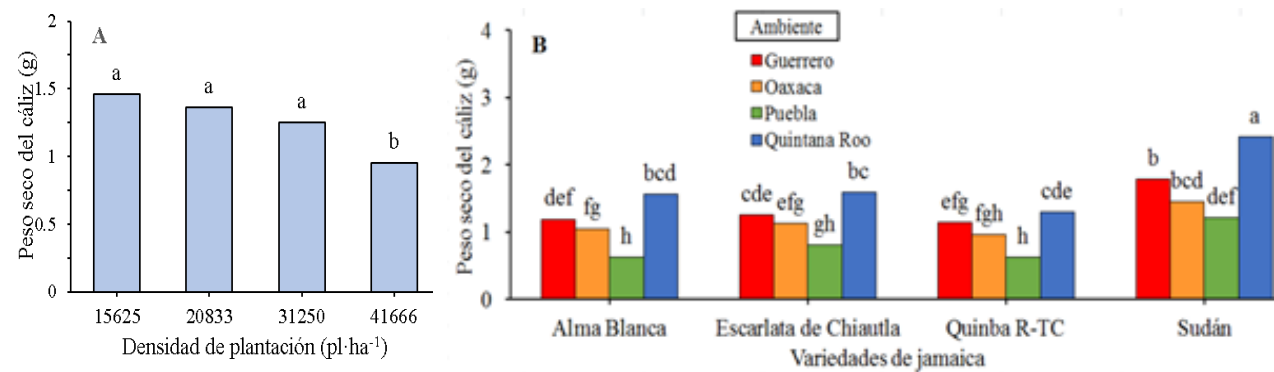 A
Peso seco del cáliz (g)
2
1.5
1
0.5
0
a
a
a
b
15625
20833
31250
41666
Densidad de plantación (pl·ha⁻¹)
B
Peso seco del cáliz (g)
4
3
2
1
0
Ambiente
Guerrero
Oaxaca
Puebla
Quintana Roo
def
fg
h
bcd
cde
efg
gh
bc
efg
fgh
h
cde
b
bcd
def
a
Alma Blanca
Escarlata de Chiautla
Quinba R-TC
Sudán
Variedades de jamaica